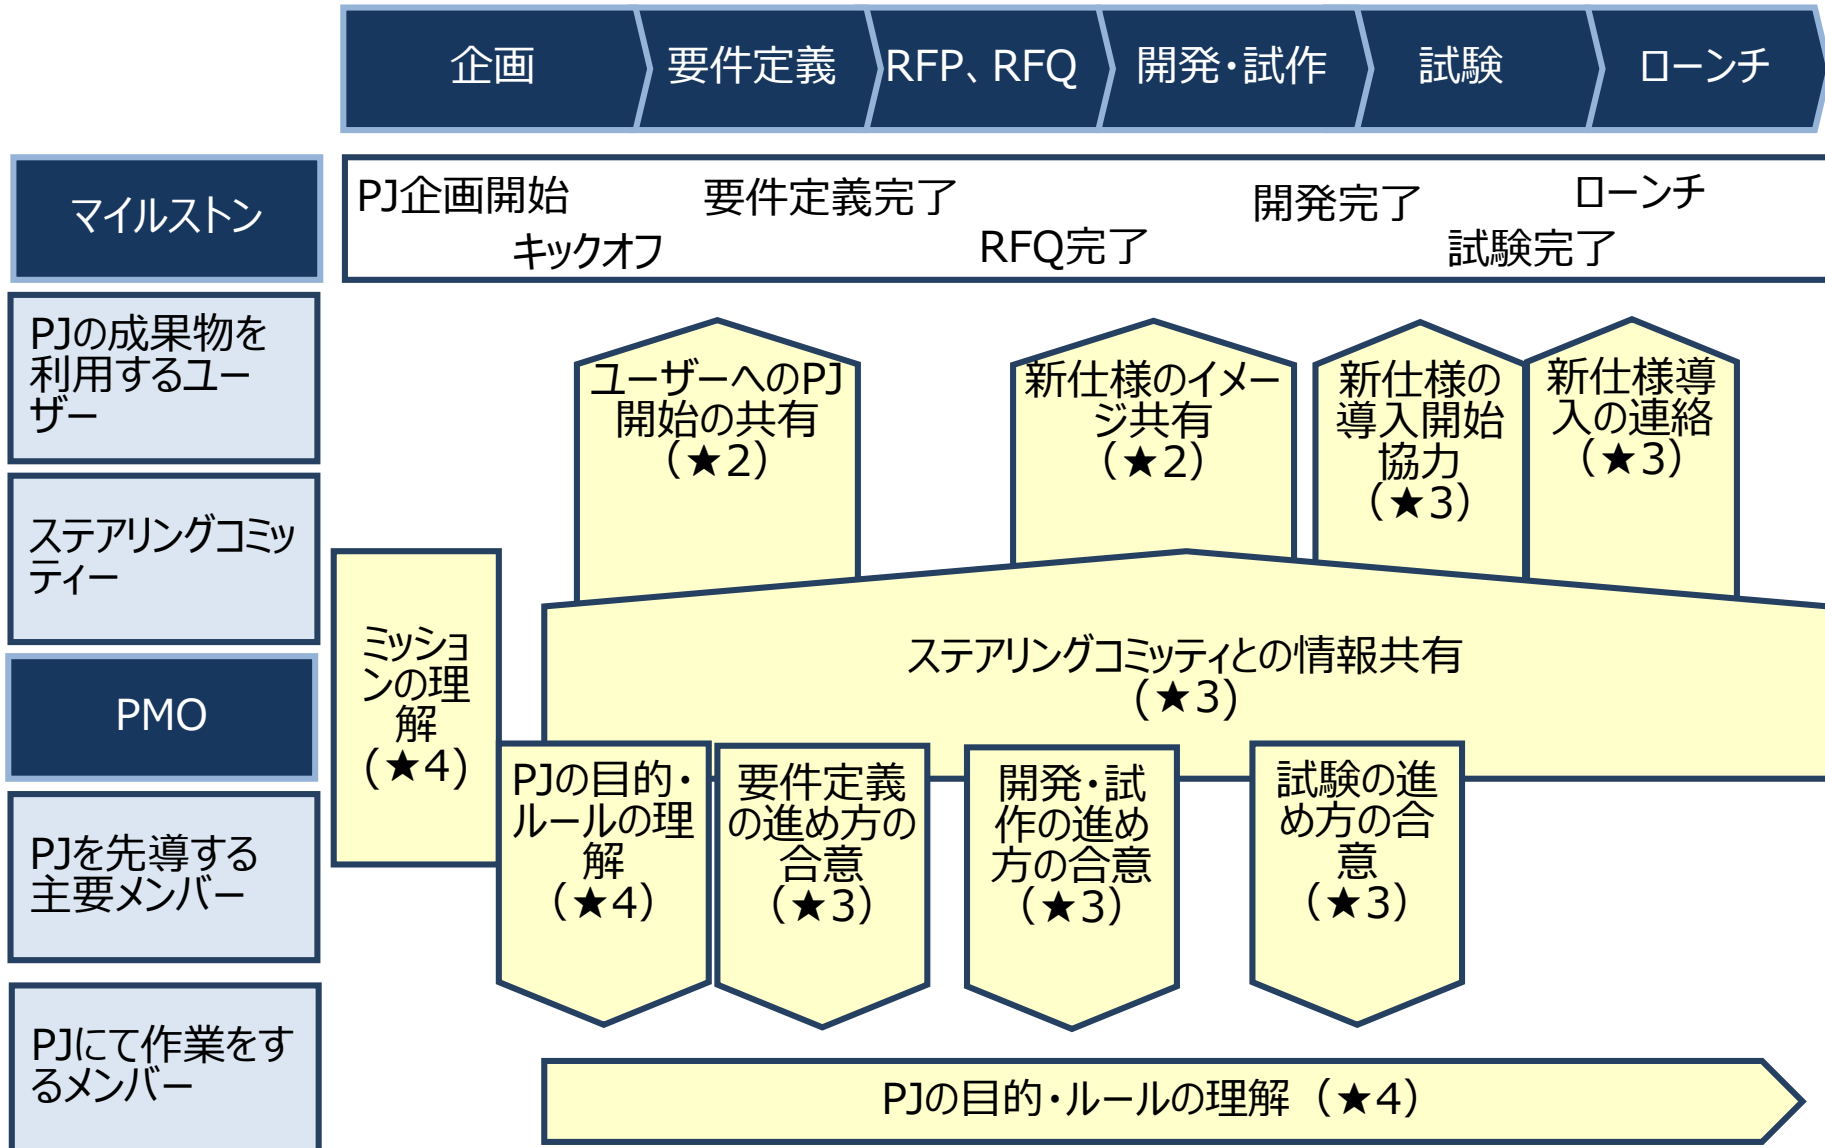 企画
要件定義
RFP、RFQ
開発・試作
試験
ローンチ
マイルストン
PJ企画開始
キックオフ
要件定義完了
RFQ完了
開発完了
試験完了
ローンチ
PJの成果物を
利用するユー
ザー
ユーザーへのPJ
開始の共有
（★2）
新仕様のイメー
ジ共有
（★2）
新仕様の
導入開始
協力
（★3）
新仕様導
入の連絡
（★3）
ステアリングコミッ
ティー
ミッショ
ンの理
解
（★4）
ステアリングコミッティとの情報共有
（★3）
PMO
PJの目的・
ルールの理
解
（★4）
要件定義
の進め方の
合意
（★3）
開発・試
作の進め
方の合意
（★3）
試験の進
め方の合
意
（★3）
PJを先導する
主要メンバー
PJにて作業をす
るメンバー
PJの目的・ルールの理解（★4）